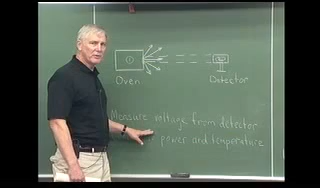 Oven Detector
Measure voltage from detector
power and temperature